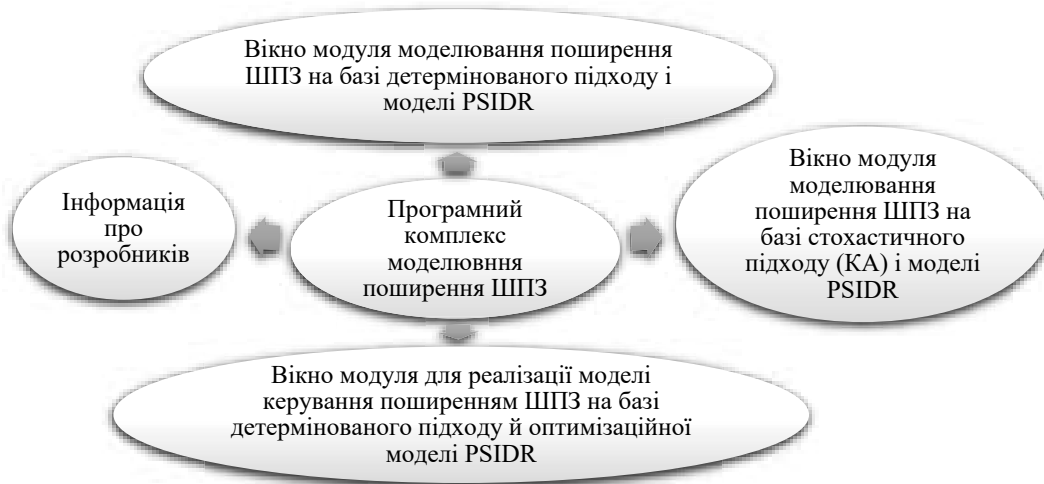 Вікно модуля моделювання поширення
ШПЗ на базі детермінованого підходу і
моделі PSIDR
Інформація
про
розробників
Програмний
комплекс
моделювння
поширення ШПЗ
Вікно модуля
моделювання
поширення ШПЗ на
базі стохастичного
підходу (КА) і моделі
PSIDR
Вікно модуля для реалізації моделі
керування поширенням ШПЗ на базі
детермінованого підходу й оптимізаційної
моделі PSIDR